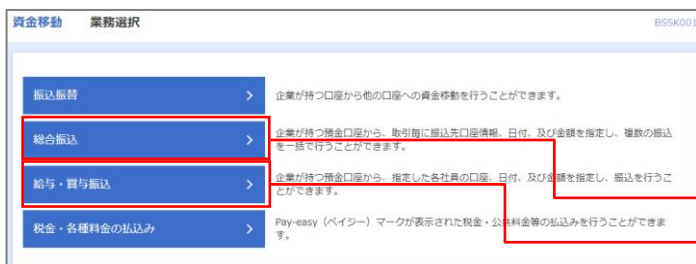 資金移動 業務選択 BSSK001
振込振替 企業が持つ口座から他の口座への資金移動を行うことができます。
総合振込 企業が持つ預金口座から、取引毎に振込先口座情報、日付、及び金額を指定し、複数の振込
を一括で行うことができます。
給与・賞与振込 企業が持つ預金口座から、指定した各社員の口座、日付、及び金額を指定し、振込を行うこ
とができます。
税金・各種料金の払込み Pay-easy(ペイジー)マークが表示された税金・公共料金等の払込みを行うことができま
す。